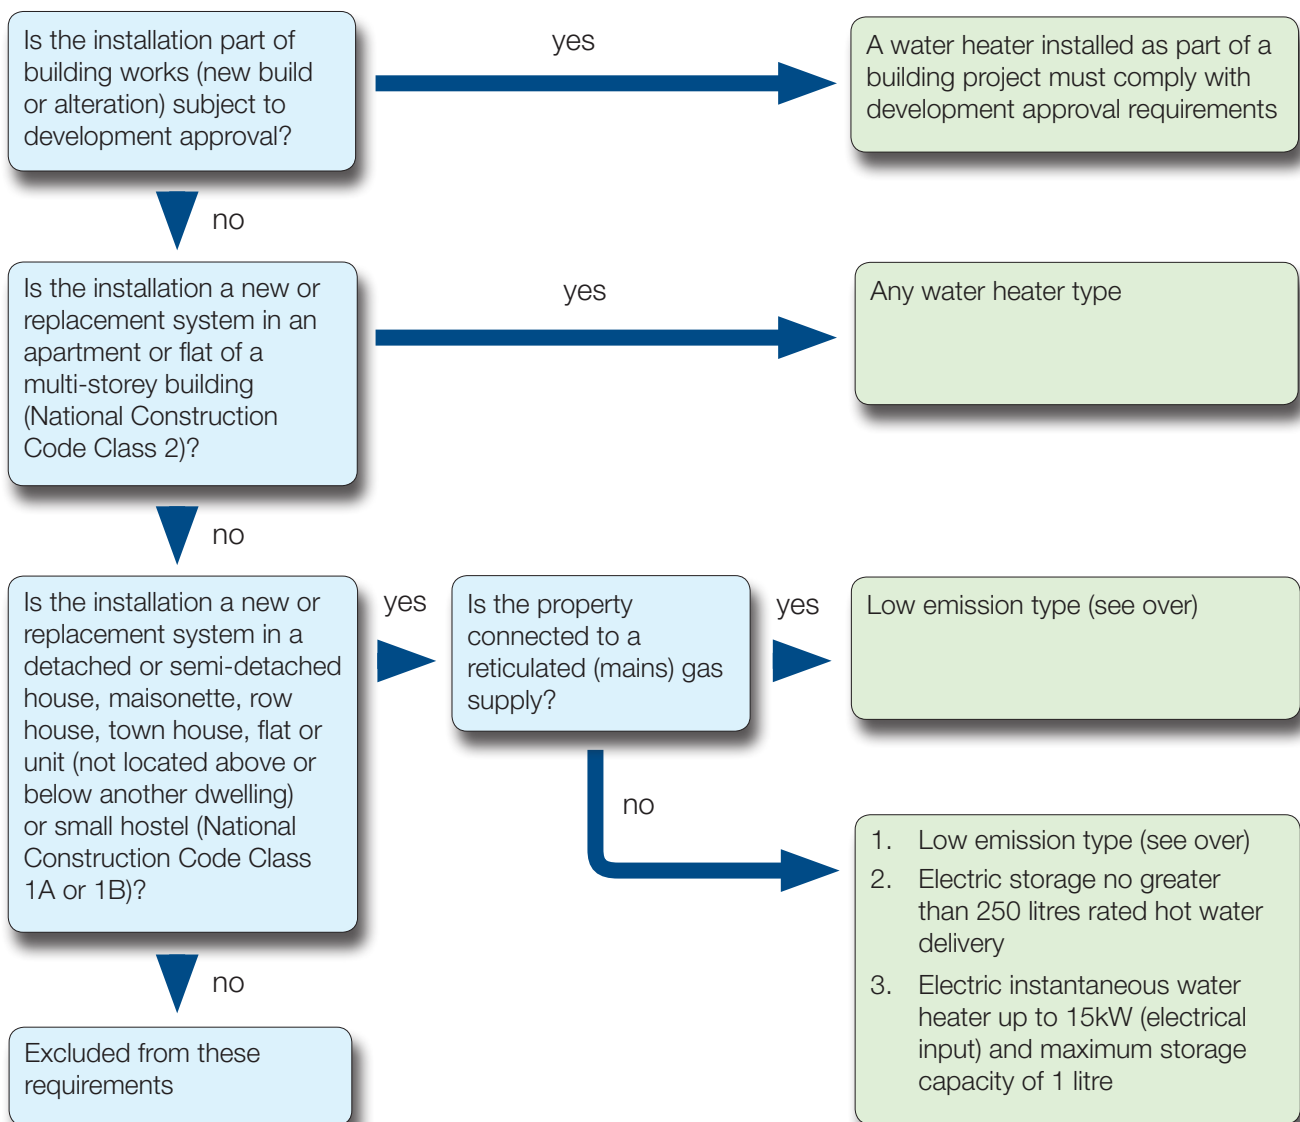 Is the installation part of
building works (new build
or alteration) subject to
development approval?
yes
A water heater installed as part of a
building project must comply with
development approval requirements
no
Is the installation a new or
replacement system in an
apartment or flat of a
multi-storey building
(National Construction
Code Class 2)?
yes
Any water heater type
no
Is the installation a new or
replacement system in a
detached or semi-detached
house, maisonette, row
house, town house, flat or
unit (not located above or
below another dwelling)
or small hostel (National
Construction Code Class
1A or 1B)?
yes
Is the property
connected to a
reticulated (mains) gas
supply?
yes
Low emission type (see over)
no
1. Low emission type (see over)
2. Electric storage no greater
than 250 litres rated hot water
delivery
3. Electric instantaneous water
heater up to 15kW (electrical
input) and maximum storage
capacity of 1 litre
no
Excluded from these
requirements